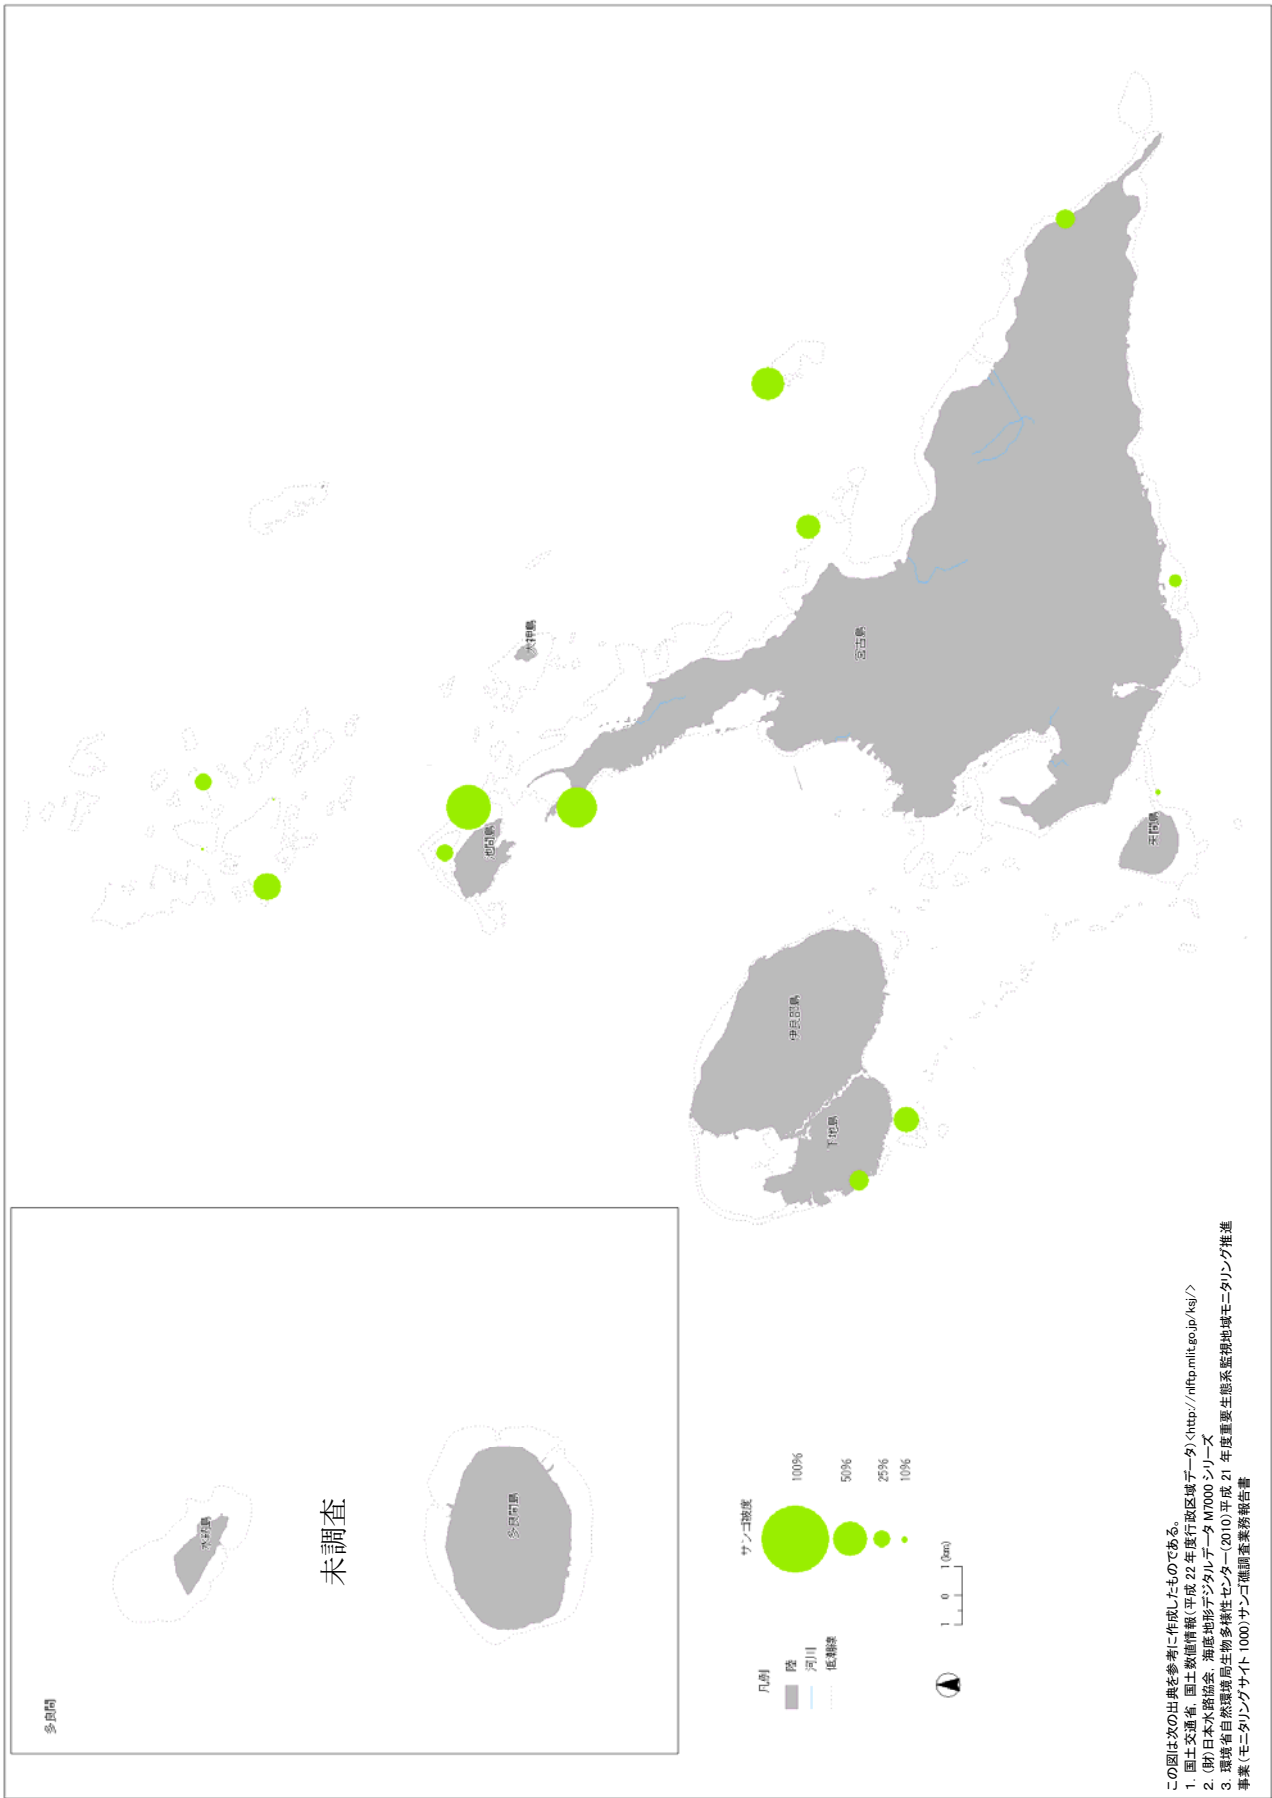 多良間
水納島
未調査
多良間島
池間島
大神島
宮古島
伊良部島
下地島
来間島
凡例
陸
河川
低潮線
サンゴ被度
100%
50%
25%
10%
1 0 1 (km)
この図は次の出典を参考に作成したものである。
1. 国土交通省, 国土数値情報(平成 22 年度行政区域データ)<http://nlftp.mlit.go.jp/ksj/>
2. (財)日本水路協会, 海底地形デジタルデータ M7000 シリーズ
3. 環境省自然環境局生物多様性センター(2010)平成 21 年度重要生態系監視地域モニタリング推進
事業(モニタリングサイト 1000)サンゴ礁調査業務報告書